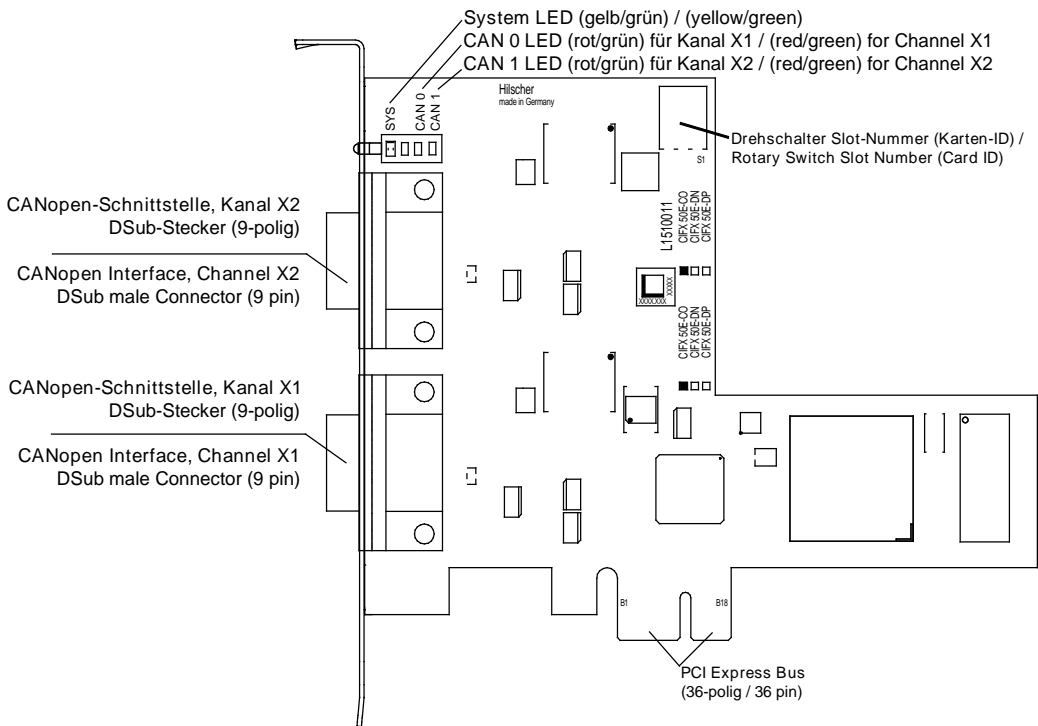 System LED (gelb/grün) / (yellow/green)
CAN 0 LED (rot/grün) für Kanal X1 / (red/green) for Channel X1
CAN 1 LED (rot/grün) für Kanal X2 / (red/green) for Channel X2
SYS
CAN 0
CAN 1
Hilscher
made in Germany
Drehschalter Slot-Nummer (Karten-ID) /
Rotary Switch Slot Number (Card ID)
S1
CANopen-Schnittstelle, Kanal X2
DSub-Stecker (9-polig)
CANopen Interface, Channel X2
DSub male Connector (9 pin)
L1510011
CIFX 50E-CO
CIFX 50E-DN
CIFX 50E-DP
XXXX
XXXXXXX
CIFX 50E-CO
CIFX 50E-DN
CIFX 50E-DP
CANopen-Schnittstelle, Kanal X1
DSub-Stecker (9-polig)
CANopen Interface, Channel X1
DSub male Connector (9 pin)
B1
B18
PCI Express Bus
(36-polig / 36 pin)